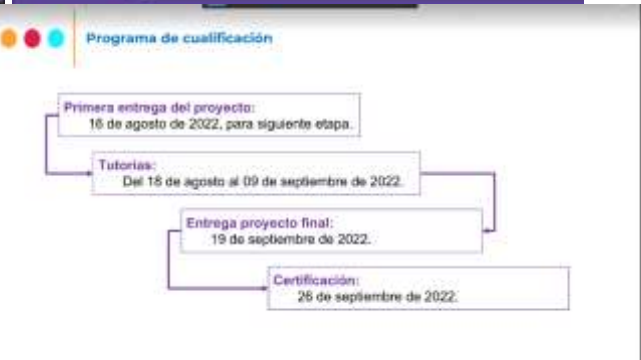 Programa de cualificación
Primera entrega del proyecto:
16 de agosto de 2022, para siguiente etapa.
Tutorías:
Del 18 de agosto al 09 de septiembre de 2022.
Entrega proyecto final:
19 de septiembre de 2022.
Certificación:
26 de septiembre de 2022.